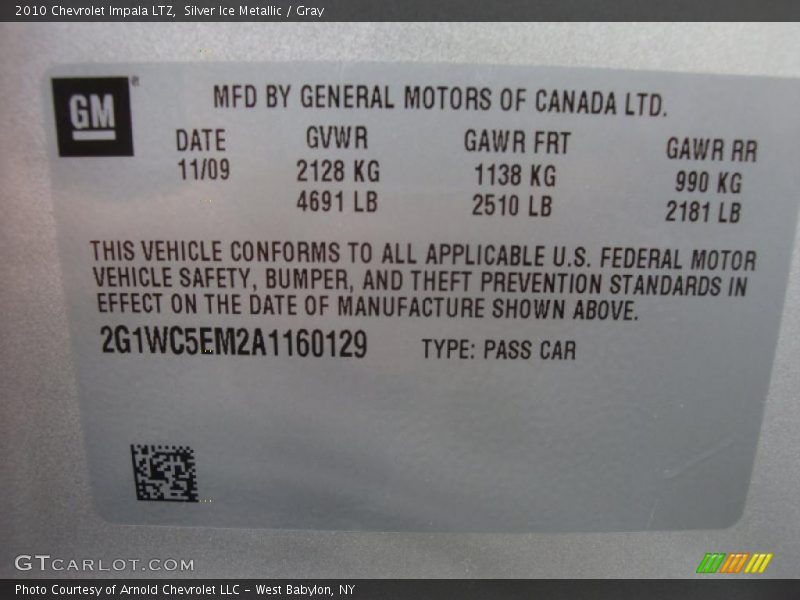 2010 Chevrolet Impala LTZ, Silver Ice Metallic / Gray
GM
MFD BY GENERAL MOTORS OF CANADA LTD.
DATE GVWR GAWR FRT GAWR RR
11/09 2128 KG 1138 KG 990 KG
4691 LB 2510 LB 2181 LB
THIS VEHICLE CONFORMS TO ALL APPLICABLE U.S. FEDERAL MOTOR
VEHICLE SAFETY, BUMPER, AND THEFT PREVENTION STANDARDS IN
EFFECT ON THE DATE OF MANUFACTURE SHOWN ABOVE.
2G1WC5EM2A1160129 TYPE: PASS CAR
GTCARLOT.COM
Photo Courtesy of Arnold Chevrolet LLC - West Babylon, NY